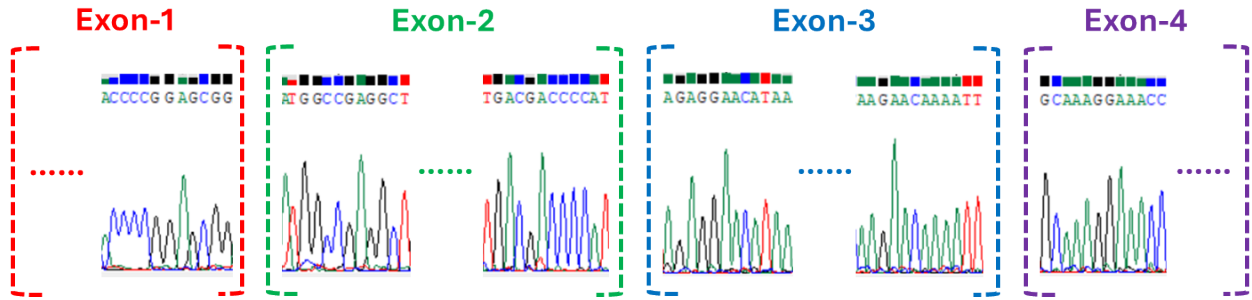 Exon-1
Exon-2
Exon-3
Exon-4
ACCCCGGAGCGG
ATGGCCGAGGCT
TGACGACCCCAT
AGAGGAACATAA
AAGAACAAAATT
GCAAAGGAAACC